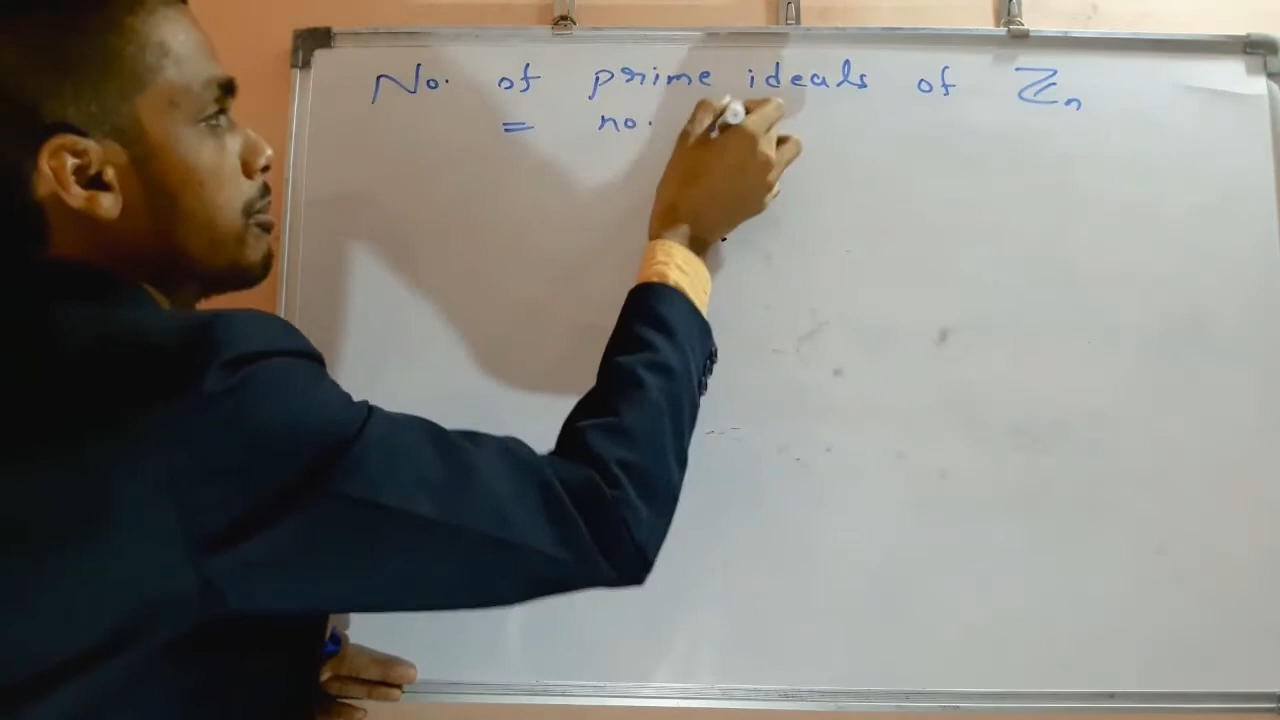 No. of prime ideals of ℤₙ
= no.